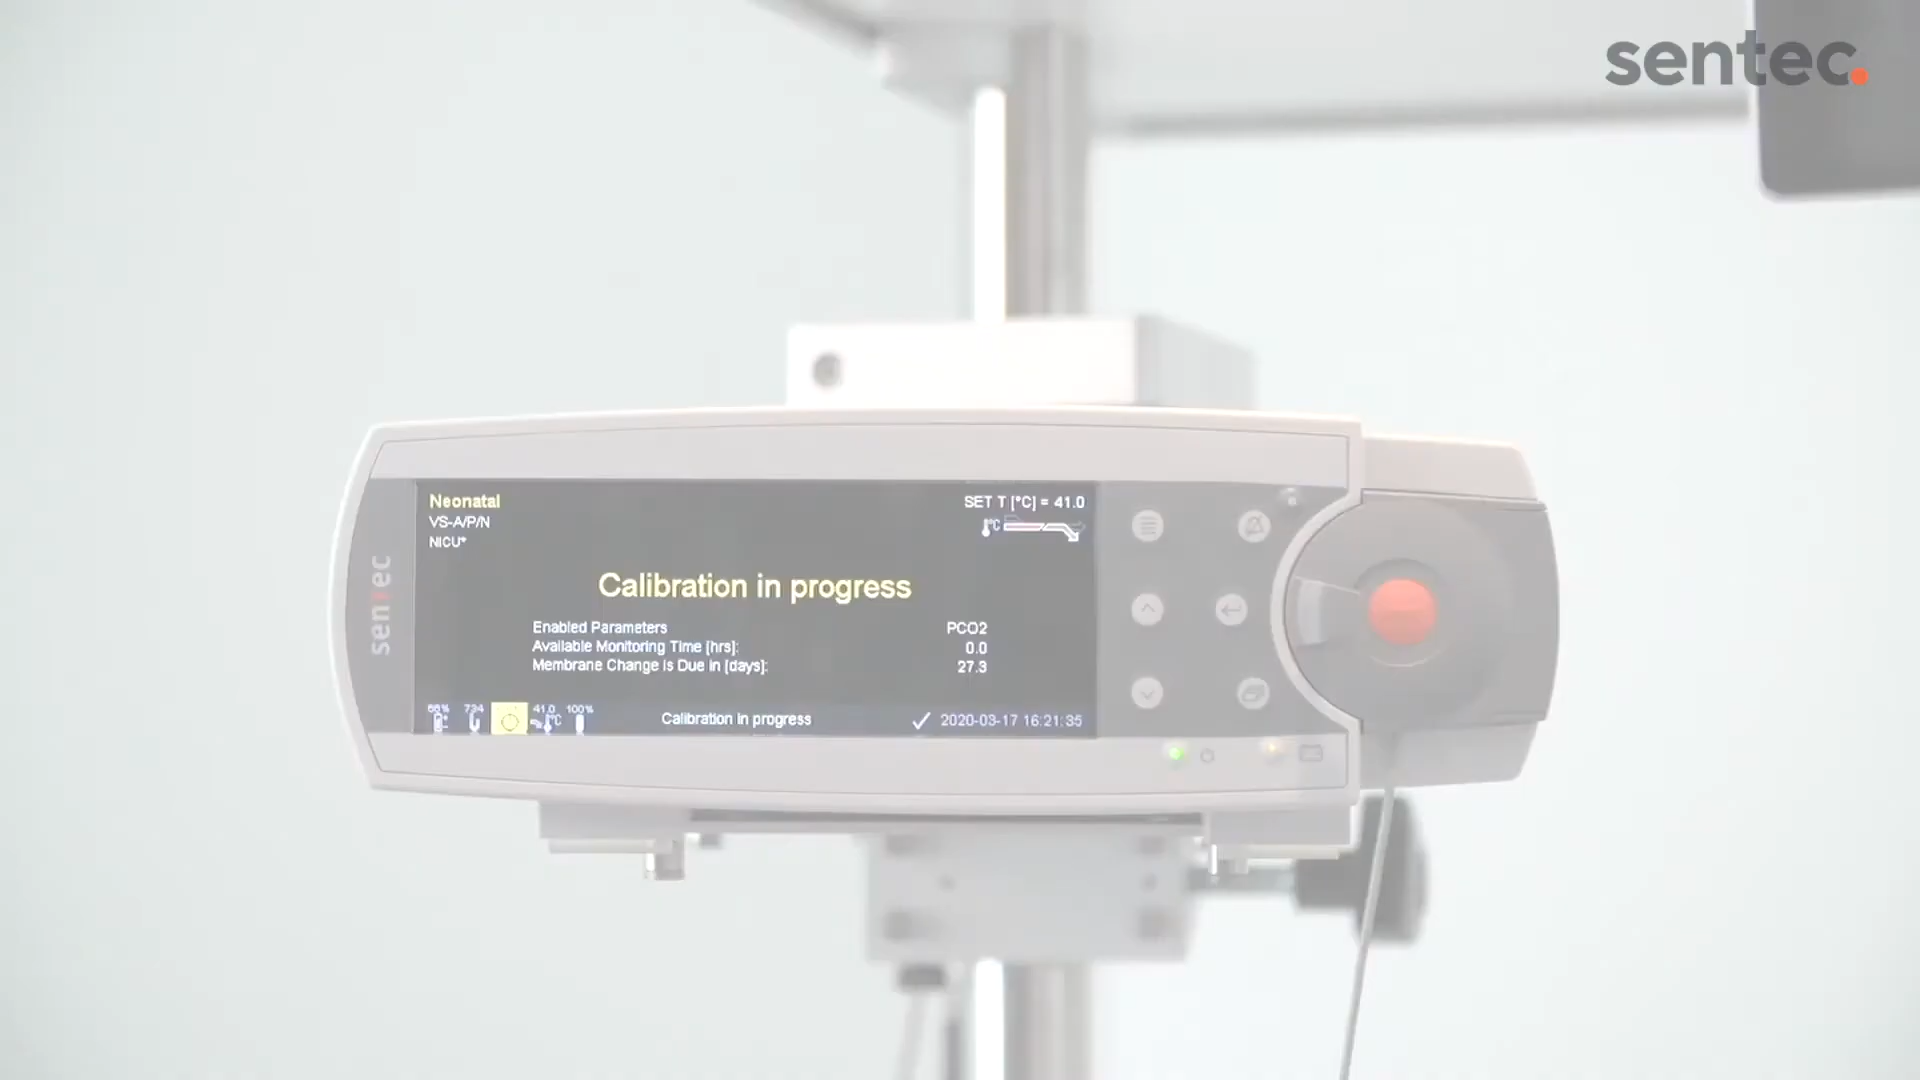 sentec.
Neonatal
VS-A/P/N
NICU*
SET T [°C] = 41.0
°C
Calibration in progress
Enabled Parameters PCO2
Available Monitoring Time [hrs]: 0.0
Membrane Change is Due in [days]: 27.3
734 41.0 100%
°C
Calibration in progress 2020-03-17 16:21:35
sentec